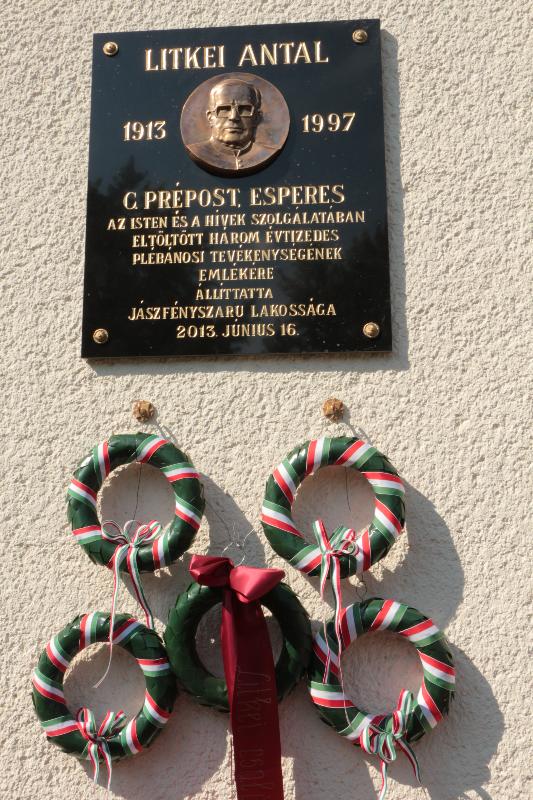 LITKEI ANTAL
1913 1997
C. PRÉPOST, ESPERES
AZ ISTEN ÉS A HÍVEK SZOLGÁLATÁBAN
ELTÖLTÖTT HÁROM ÉVTIZEDES
PLÉBÁNOSI TEVÉKENYSÉGÉNEK
EMLÉKÉRE
ÁLLÍTTATTA
JÁSZFÉNYSZARU LAKOSSÁGA
2013. JÚNIUS 16.